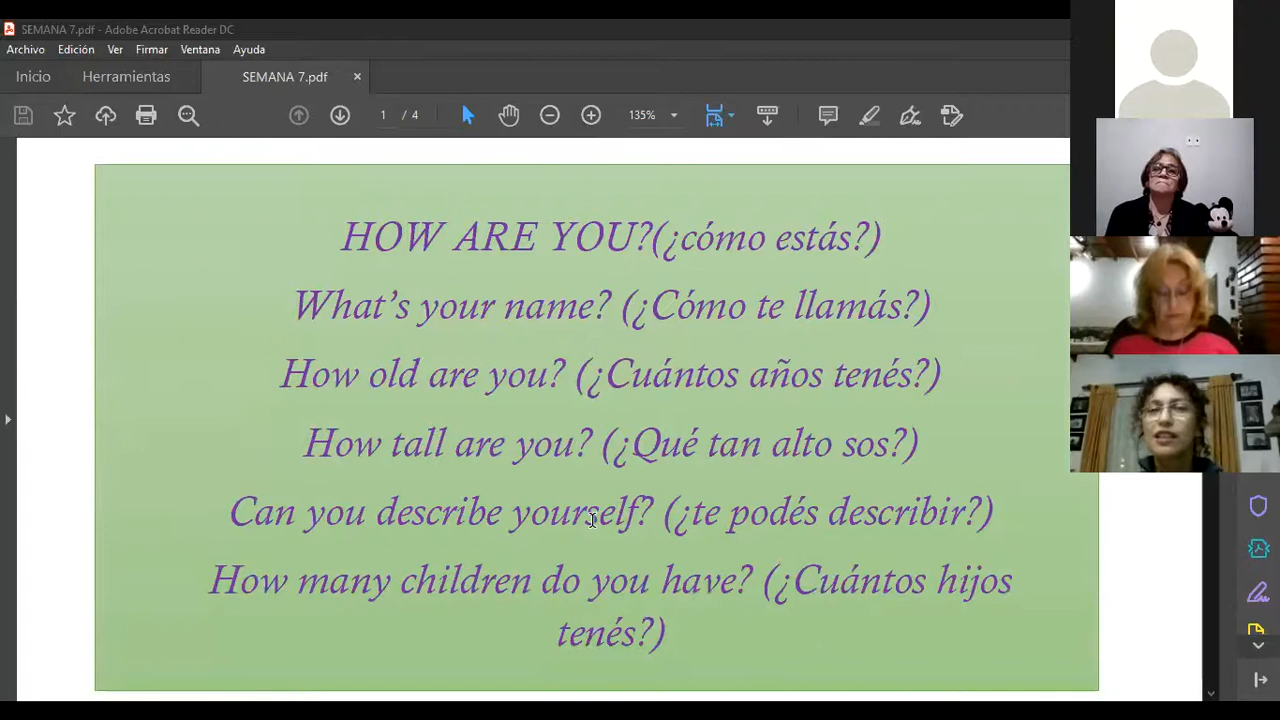 SEMANA 7.pdf - Adobe Acrobat Reader DC
Archivo Edición Ver Firmar Ventana Ayuda
Inicio Herramientas SEMANA 7.pdf ×
1 / 4 135%
HOW ARE YOU?(¿cómo estás?)
What's your name? (¿Cómo te llamás?)
How old are you? (¿Cuántos años tenés?)
How tall are you? (¿Qué tan alto sos?)
Can you describe yourself? (¿te podés describir?)
How many children do you have? (¿Cuántos hijos
tenés?)